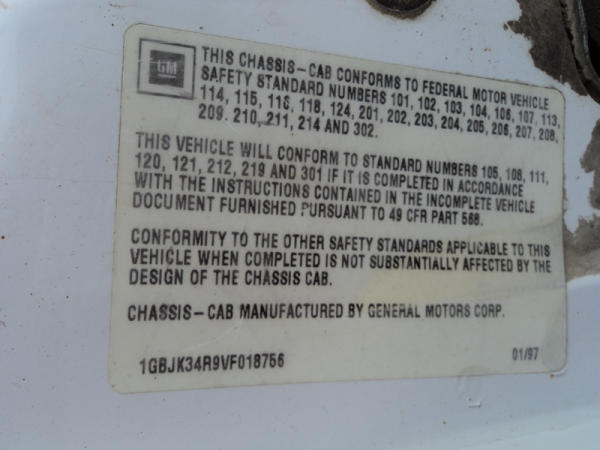 GM
THIS CHASSIS-CAB CONFORMS TO FEDERAL MOTOR VEHICLE
SAFETY STANDARD NUMBERS 101, 102, 103, 104, 106, 107, 113,
114, 115, 116, 118, 124, 201, 202, 203, 204, 205, 206, 207, 208,
209. 210, 211, 214 AND 302.
THIS VEHICLE WILL CONFORM TO STANDARD NUMBERS 105, 108, 111,
120, 121, 212, 219 AND 301 IF IT IS COMPLETED IN ACCORDANCE
WITH THE INSTRUCTIONS CONTAINED IN THE INCOMPLETE VEHICLE
DOCUMENT FURNISHED PURSUANT TO 49 CFR PART 568.
CONFORMITY TO THE OTHER SAFETY STANDARDS APPLICABLE TO THIS
VEHICLE WHEN COMPLETED IS NOT SUBSTANTIALLY AFFECTED BY THE
DESIGN OF THE CHASSIS CAB.
CHASSIS-CAB MANUFACTURED BY GENERAL MOTORS CORP.
1GBJK34R9VF018756 01/97